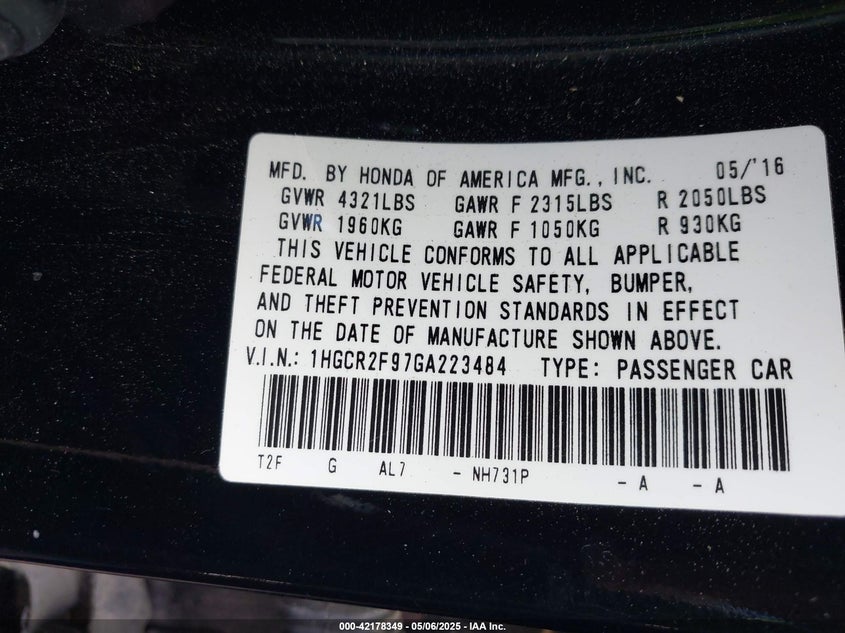 MFD. BY HONDA OF AMERICA MFG., INC. 05/'16
GVWR 4321LBS GAWR F 2315LBS R 2050LBS
GVWR 1960KG GAWR F 1050KG R 930KG
THIS VEHICLE CONFORMS TO ALL APPLICABLE
FEDERAL MOTOR VEHICLE SAFETY, BUMPER,
AND THEFT PREVENTION STANDARDS IN EFFECT
ON THE DATE OF MANUFACTURE SHOWN ABOVE.
V.I.N.: 1HGCR2F97GA223484 TYPE: PASSENGER CAR
T2F G AL7 - NH731P - A - A
000-42178349 - 05/06/2025 - IAA Inc.